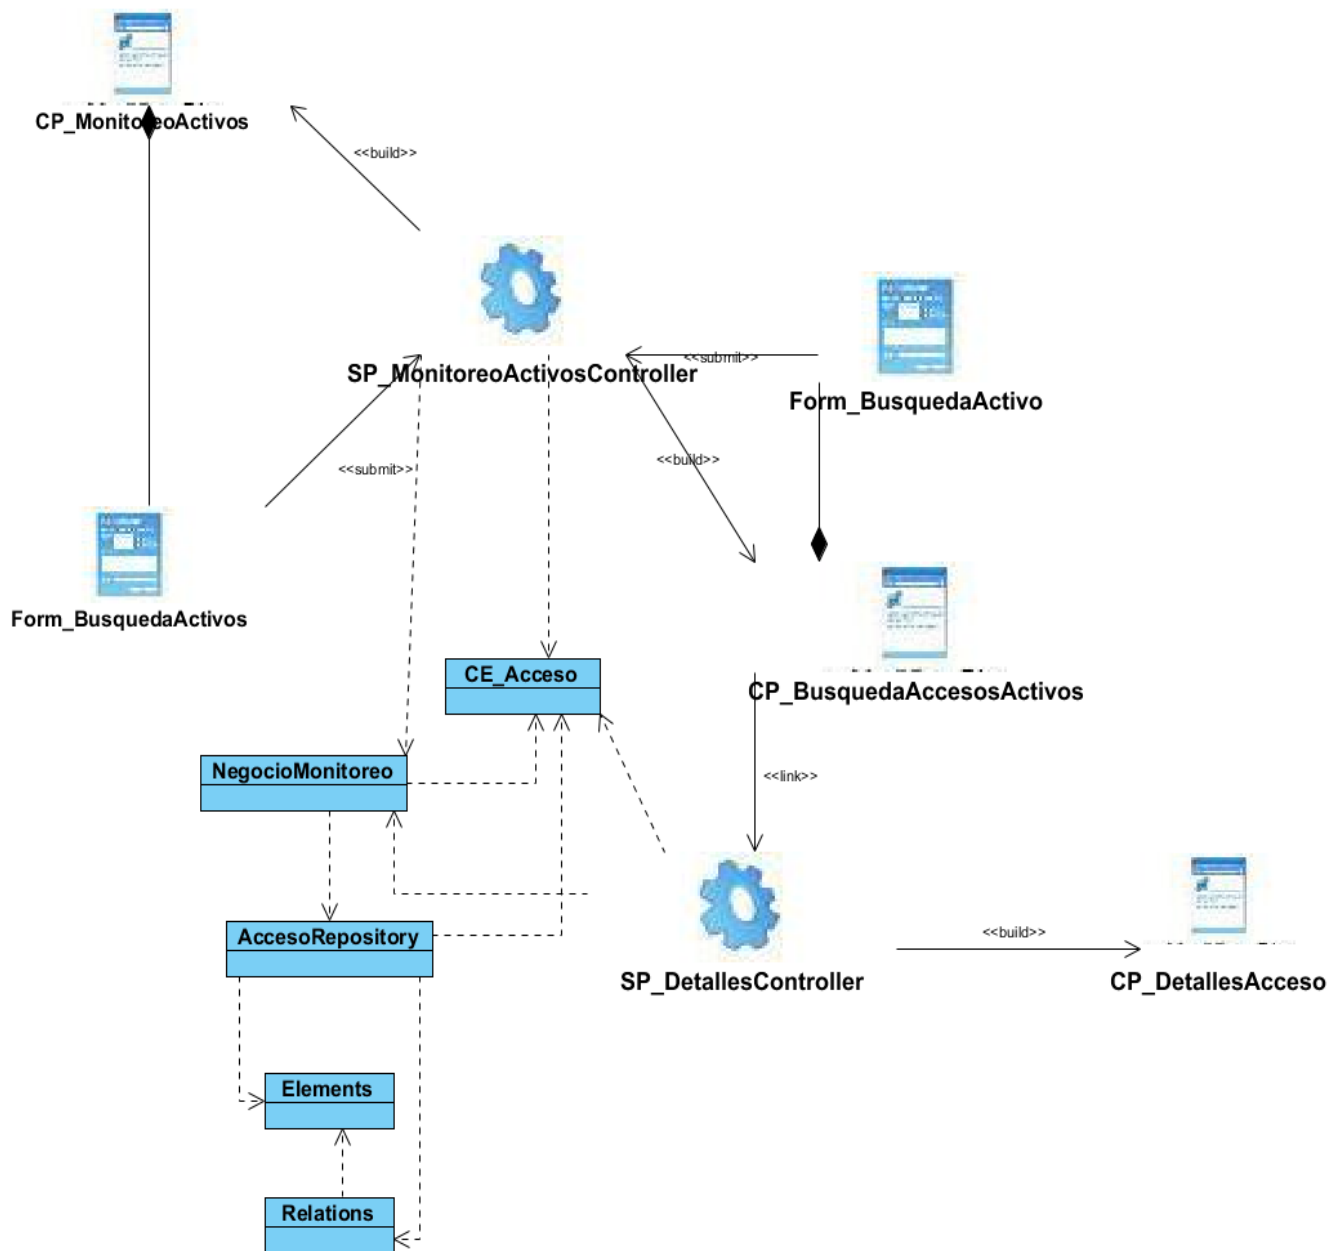 CP_MonitoreoActivos
<<build>>
SP_MonitoreoActivosController
<<submit>>
Form_BusquedaActivo
<<submit>>
<<build>>
Form_BusquedaActivos
CE_Acceso
CP_BusquedaAccesosActivos
NegocioMonitoreo
<<link>>
AccesoRepository
<<build>>
SP_DetallesController
CP_DetallesAcceso
Elements
Relations